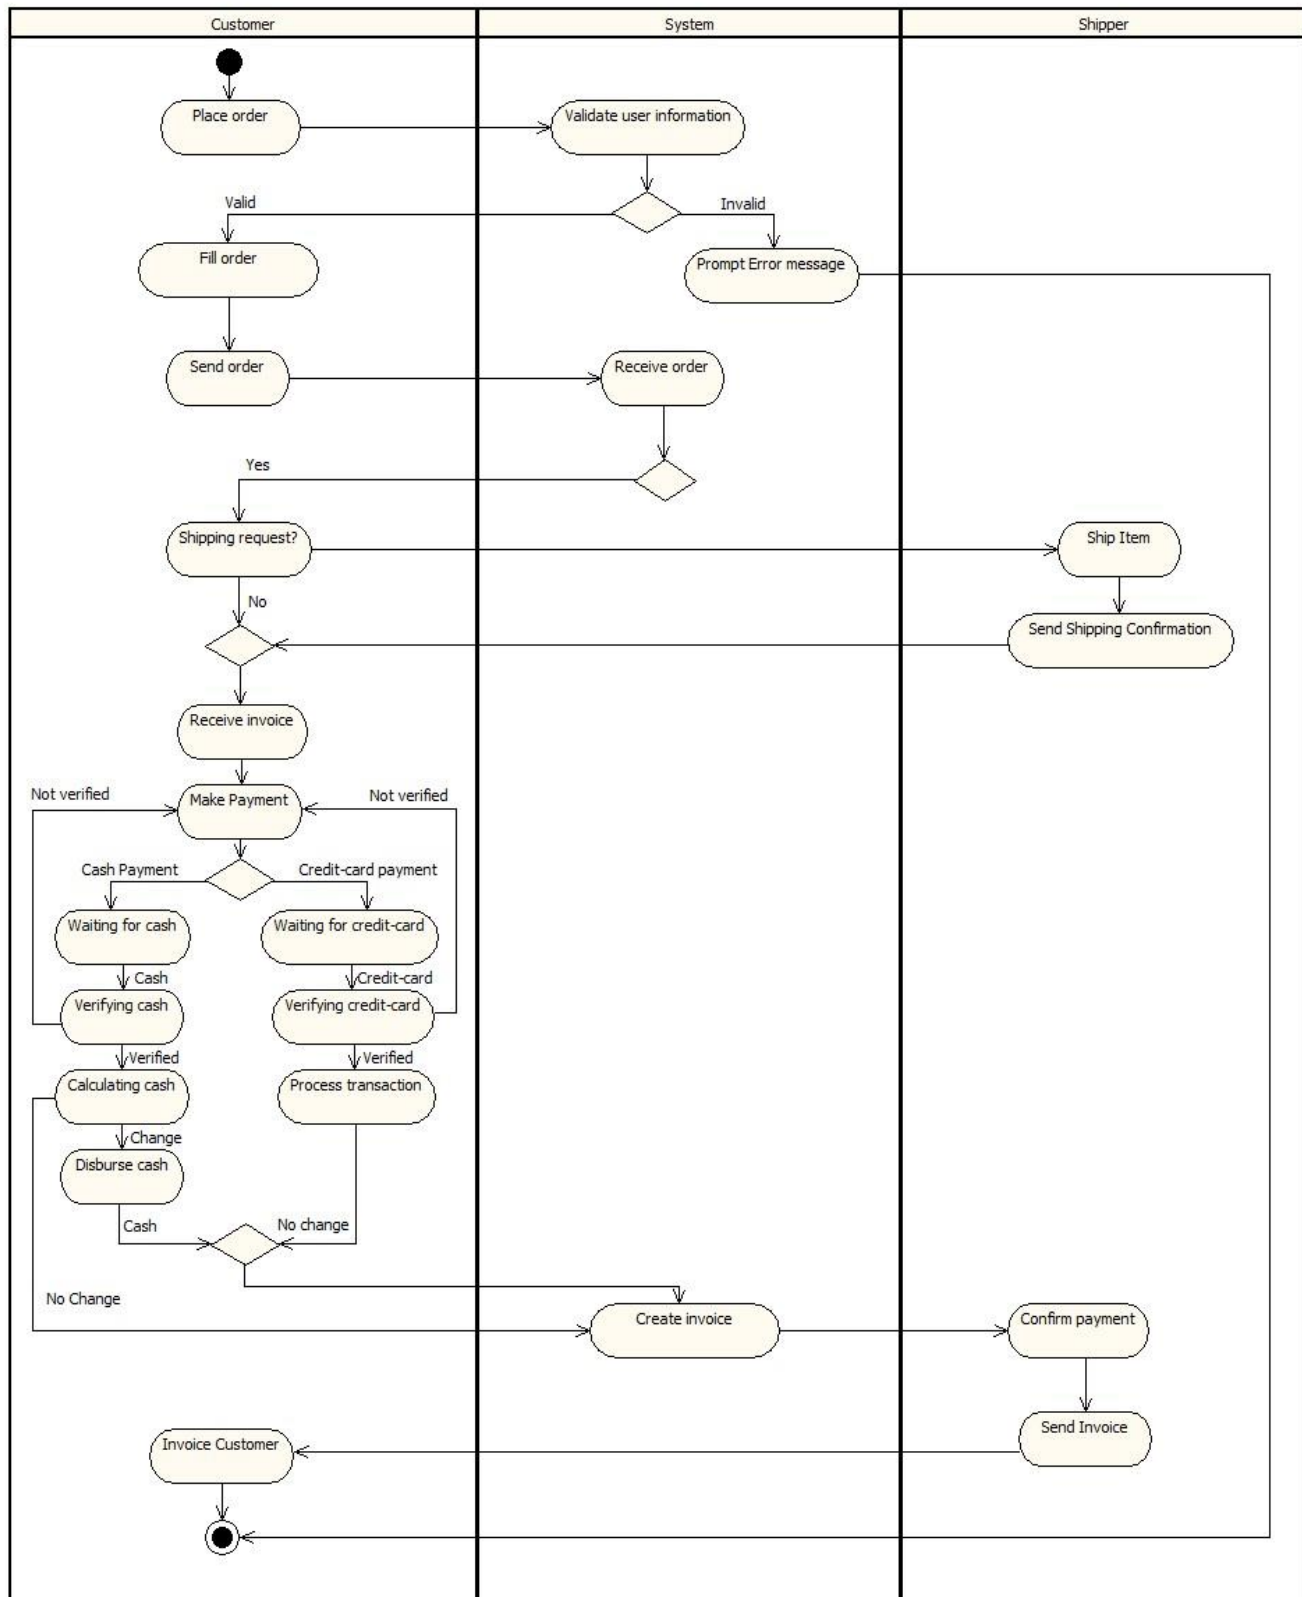 Customer
System
Shipper
Place order
Validate user information
Valid
Invalid
Fill order
Prompt Error message
Send order
Receive order
Yes
Shipping request?
Ship Item
No
Send Shipping Confirmation
Receive invoice
Not verified
Make Payment
Not verified
Cash Payment
Credit-card payment
Waiting for cash
Waiting for credit-card
Cash
Credit-card
Verifying cash
Verifying credit-card
Verified
Verified
Calculating cash
Process transaction
Change
Disburse cash
Cash
No change
No Change
Create invoice
Confirm payment
Send Invoice
Invoice Customer